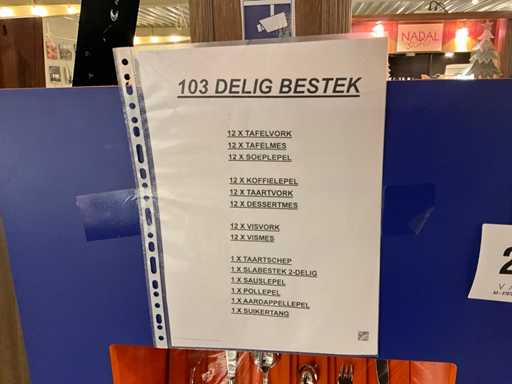 103 DELIG BESTEK
12 X TAFELVORK
12 X TAFELMES
12 X SOEPLEPEL
12 X KOFFIELEPEL
12 X TAARTVORK
12 X DESSERTMES
12 X VISVORK
12 X VISMES
1 X TAARTSCHEP
1 X SLABESTEK 2-DELIG
1 X SAUSLEPEL
1 X POLLEPEL
1 X AARDAPPELLEPEL
1 X SUIKERTANG
NADAL
2